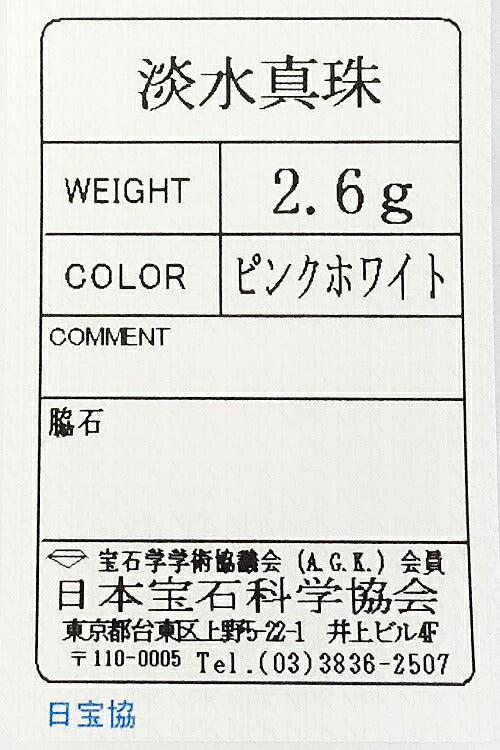 淡水真珠
WEIGHT 2.6g
COLOR ピンクホワイト
COMMENT
脇石
宝石学学術協議会 (A.G.K.) 会員
日本宝石科学協会
東京都台東区上野5-22-1 井上ビル4F
〒110-0005 Tel.(03)3836-2507
日宝協